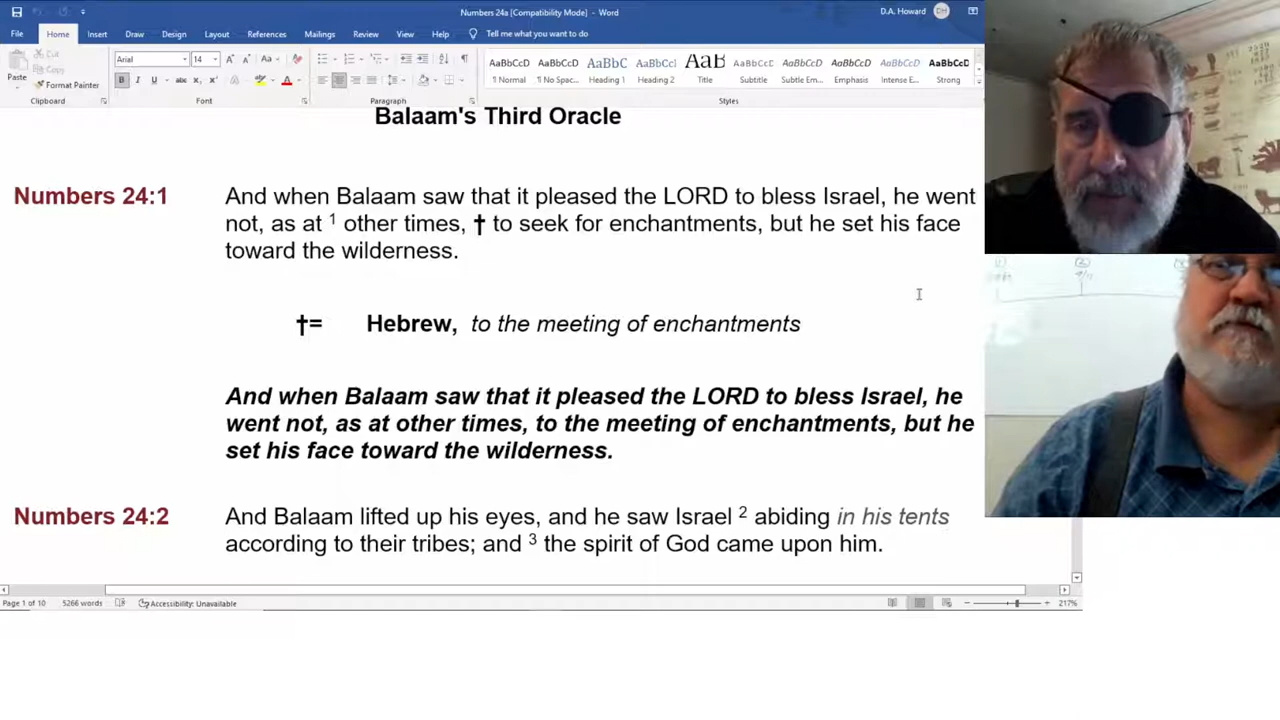 Numbers 24a [Compatibility Mode] - Word
D.A. Howard DH
File Home Insert Draw Design Layout References Mailings Review View Help Tell me what you want to do
Paste
Cut
Copy
Format Painter
Clipboard
Arial 14
B I U
Font
Paragraph
AaBbCcD AaBbCcD AaBbC AaBbCcI AaB AaBbCcD AaBbCcD AaBbCcD AaBbCcD AaBbCcD
¶ Normal ¶ No Spac... Heading 1 Heading 2 Title Subtitle Subtle Em... Emphasis Intense E... Strong
Styles
Balaam's Third Oracle
Numbers 24:1 And when Balaam saw that it pleased the LORD to bless Israel, he went
not, as at 1 other times, † to seek for enchantments, but he set his face
toward the wilderness.
†= Hebrew, to the meeting of enchantments
And when Balaam saw that it pleased the LORD to bless Israel, he
went not, as at other times, to the meeting of enchantments, but he
set his face toward the wilderness.
Numbers 24:2 And Balaam lifted up his eyes, and he saw Israel 2 abiding in his tents
according to their tribes; and 3 the spirit of God came upon him.
Page 1 of 10 5266 words Accessibility: Unavailable 217%